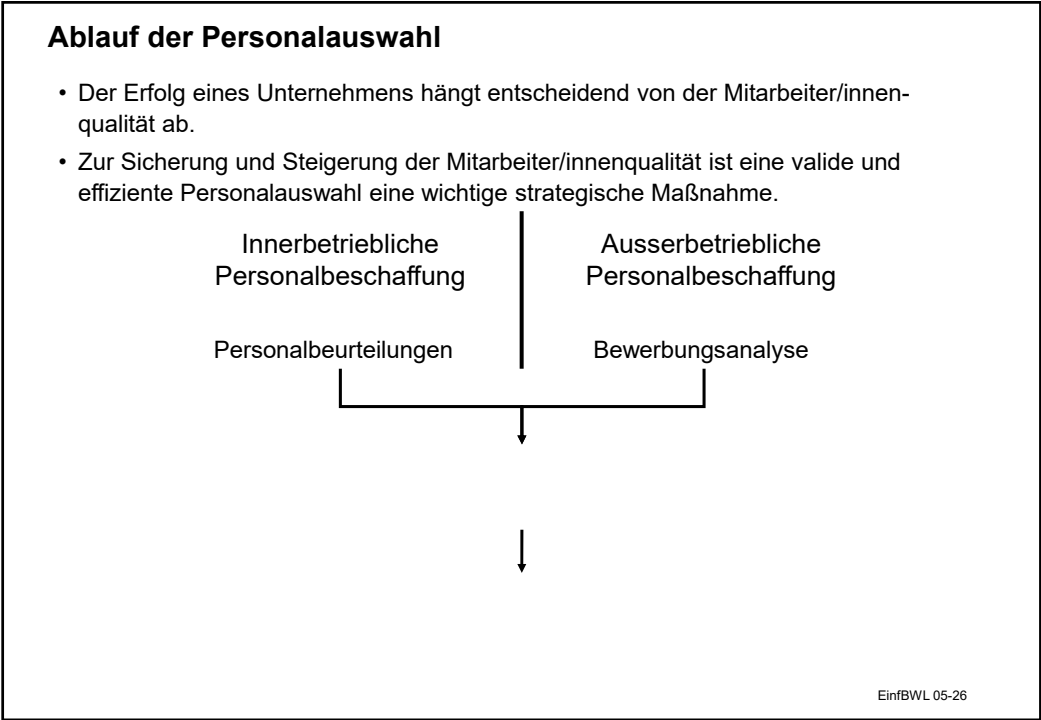 Ablauf der Personalauswahl
• Der Erfolg eines Unternehmens hängt entscheidend von der Mitarbeiter/innen-
qualität ab.
• Zur Sicherung und Steigerung der Mitarbeiter/innenqualität ist eine valide und
effiziente Personalauswahl eine wichtige strategische Maßnahme.
Innerbetriebliche
Personalbeschaffung
Ausserbetriebliche
Personalbeschaffung
Personalbeurteilungen
Bewerbungsanalyse
EinfBWL 05-26